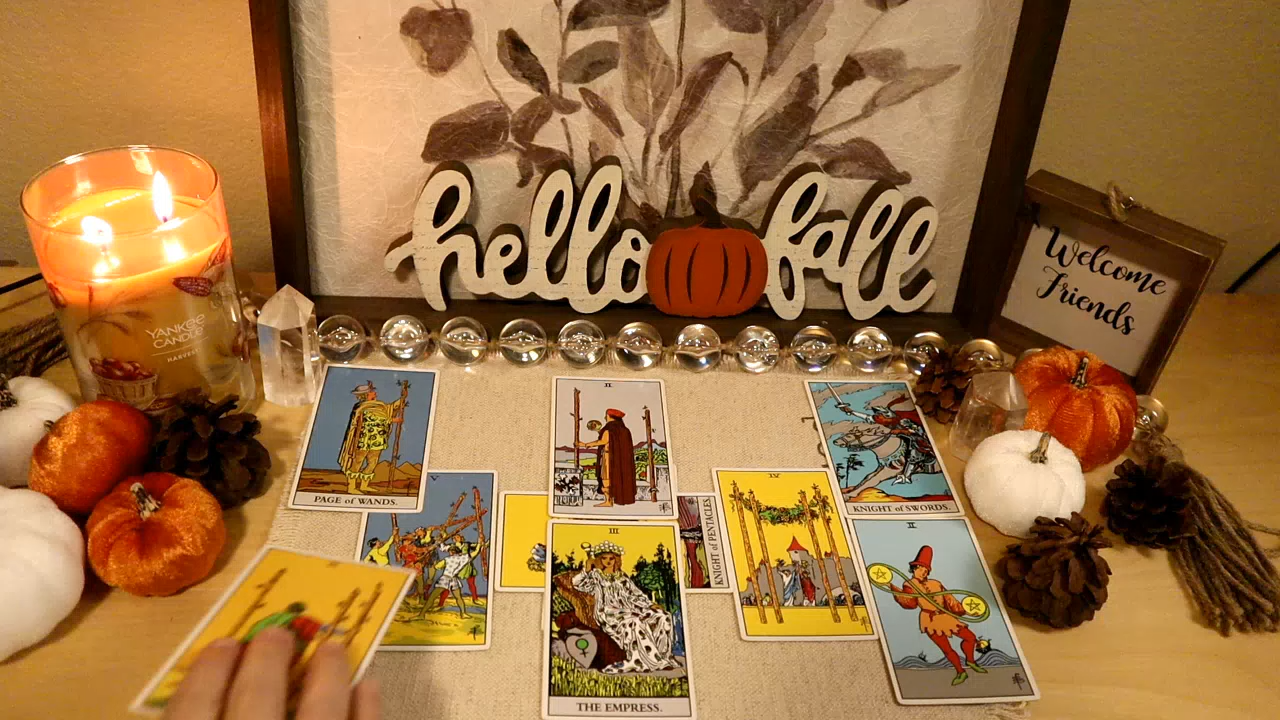 hello fall
Welcome
Friends
YANKEE
CANDLE
HARVEST
PAGE of WANDS.
II
KNIGHT of SWORDS.
V
KNIGHT of PENTACLES.
IV
III
THE EMPRESS.
II